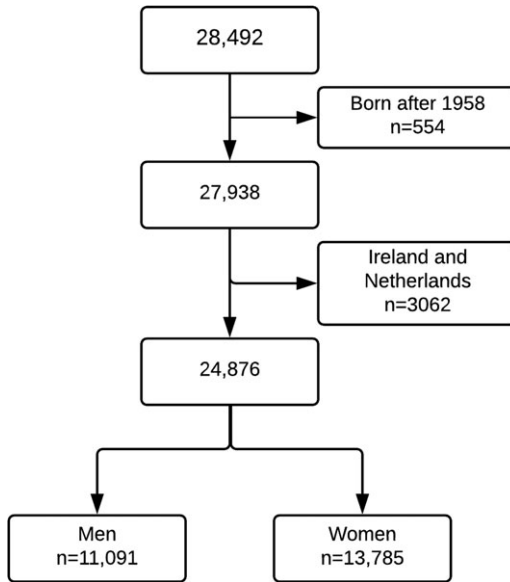 28,492
Born after 1958
n=554
27,938
Ireland and
Netherlands
n=3062
24,876
Men
n=11,091
Women
n=13,785